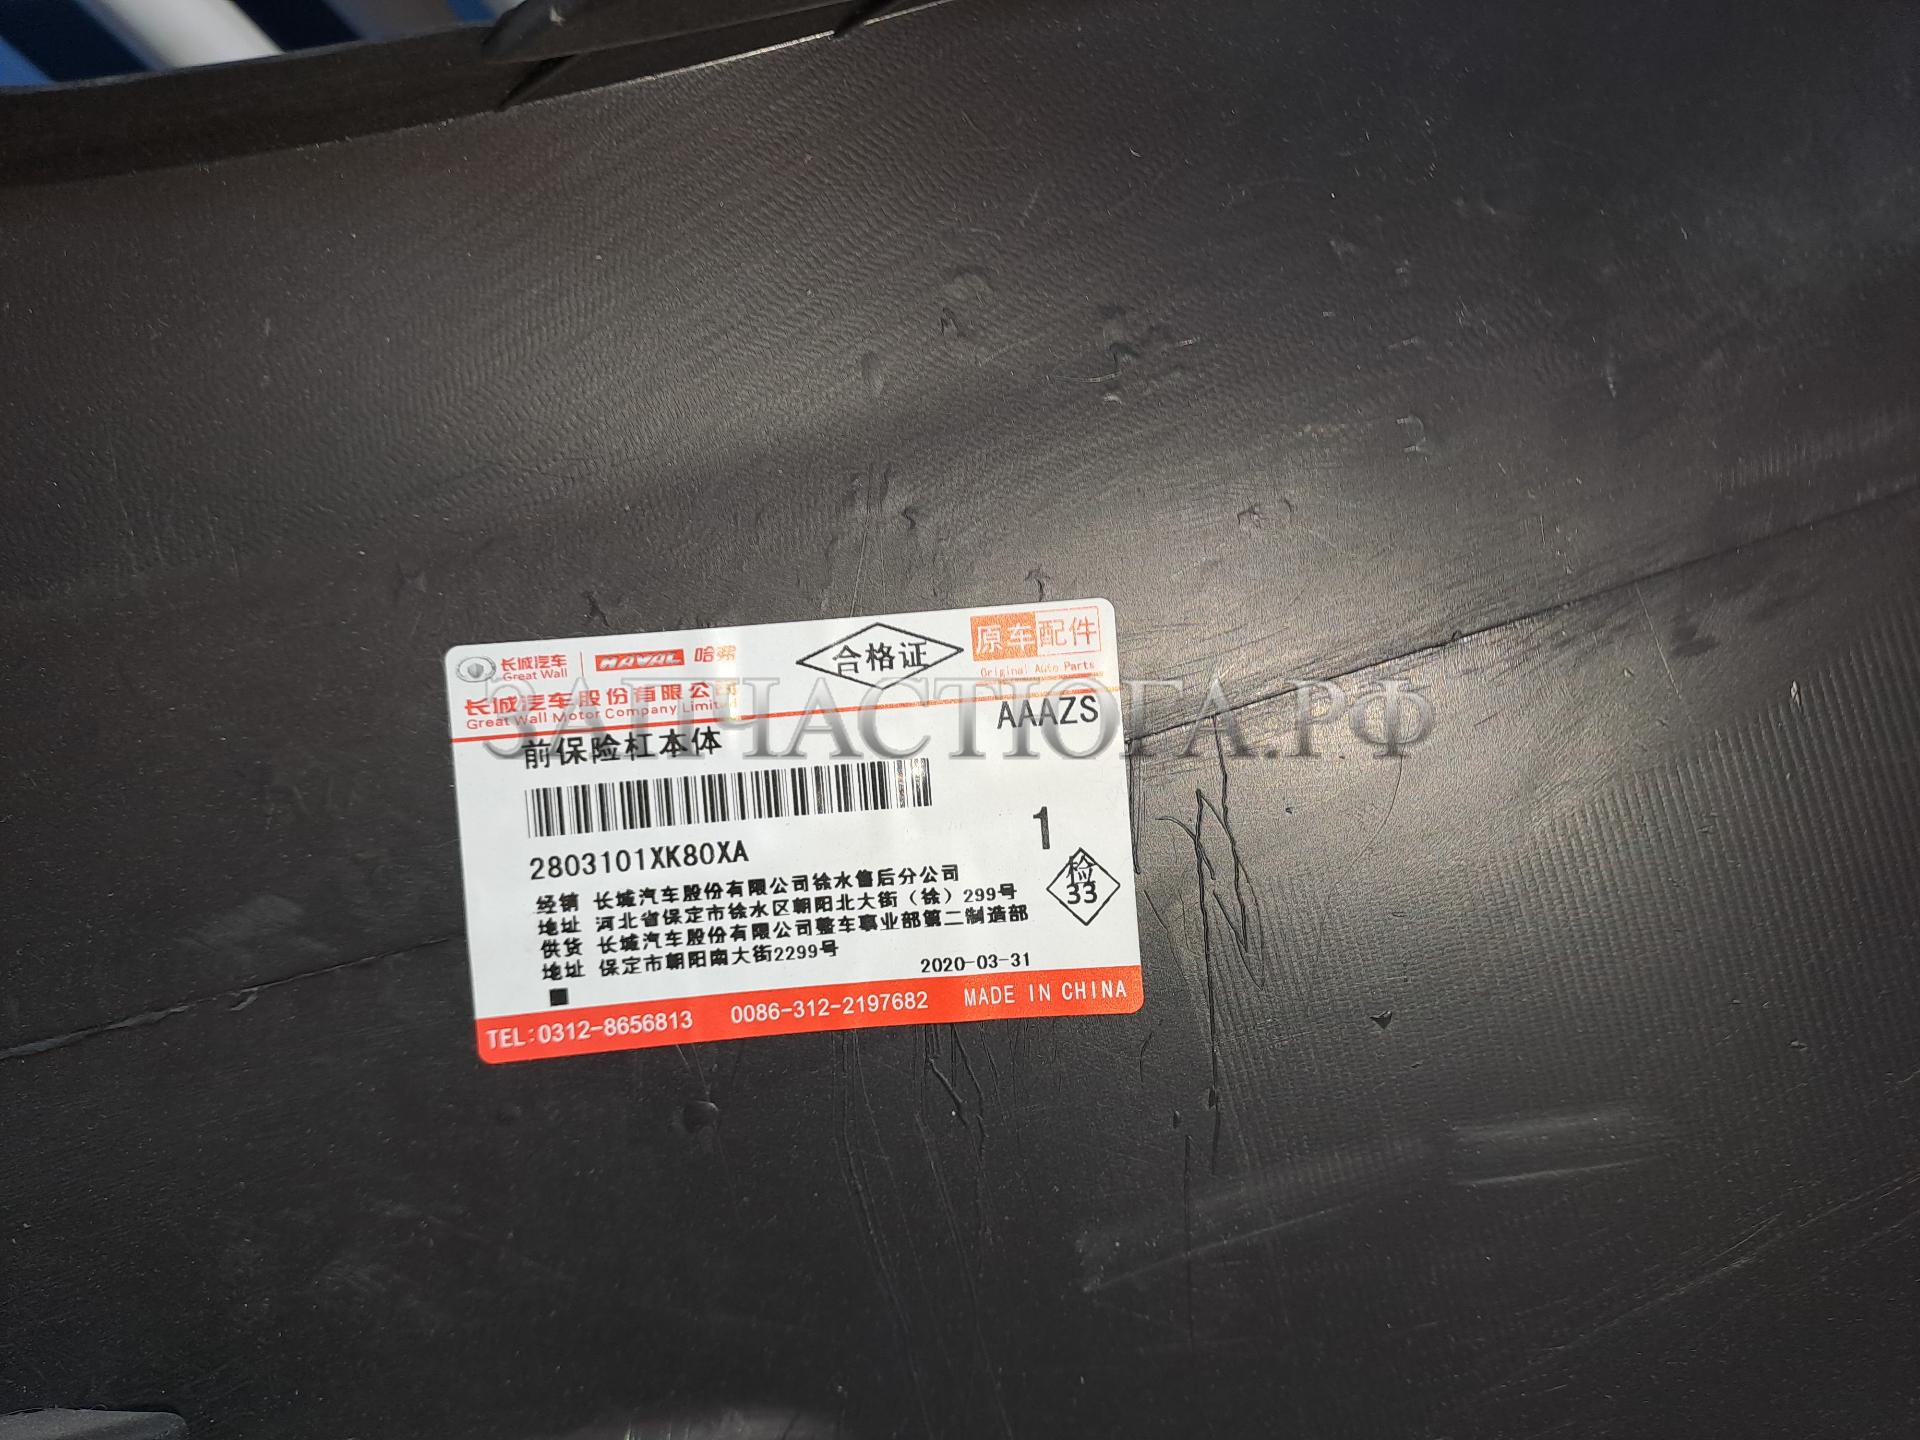 长城汽车 HAVAL 哈弗
Great Wall
合格证
原车配件
Original Auto Parts
长城汽车股份有限公司
Great Wall Motor Company Limited
ЗАПЧАСТЮГА.РФ
AAAZS
前保险杠本体
1
2803101XK80XA
检
33
经销 长城汽车股份有限公司徐水售后分公司
地址 河北省保定市徐水区朝阳北大街（徐）299号
供货 长城汽车股份有限公司整车事业部第二制造部
地址 保定市朝阳南大街2299号
2020-03-31
TEL:0312-8656813 0086-312-2197682 MADE IN CHINA